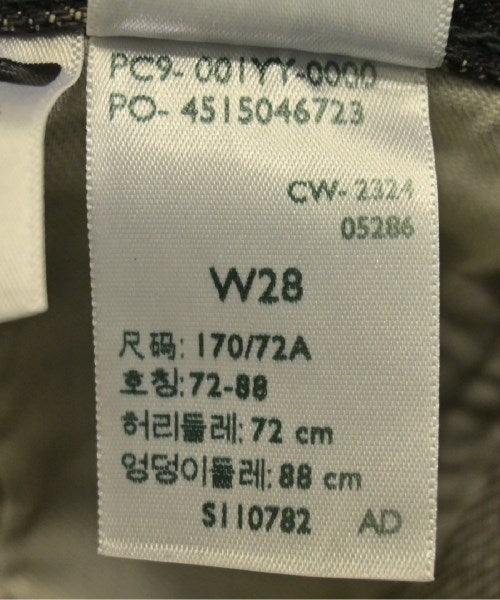 PC9- 001YY-0000
PO- 4515046723
CW- 2324
05286
W28
尺码: 170/72A
호칭: 72-88
허리둘레: 72 cm
엉덩이둘레: 88 cm
S110782 AD